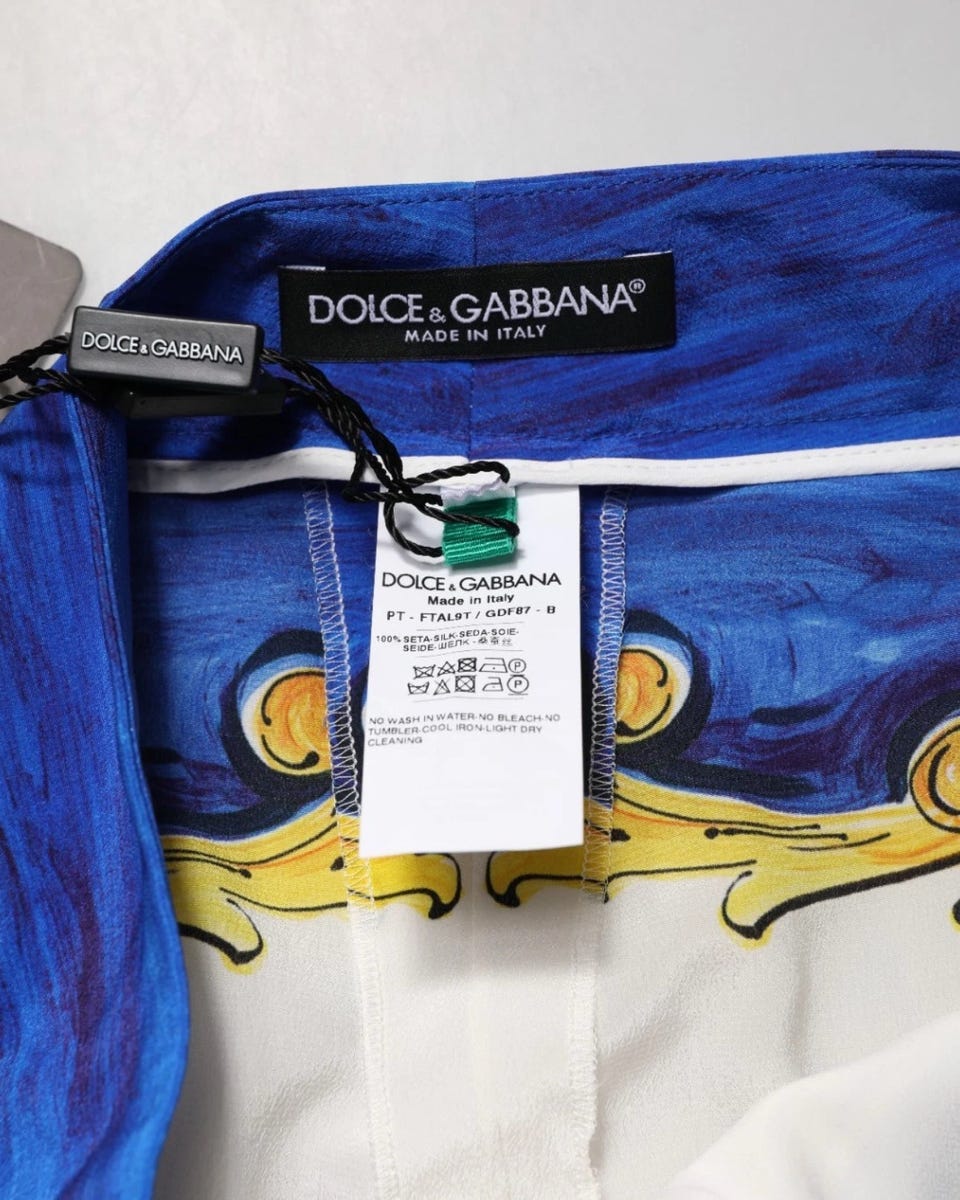 DOLCE & GABBANA®
MADE IN ITALY
DOLCE & GABBANA
DOLCE & GABBANA
Made in Italy
PT - FTAL9T / GDF87 - B
100% SETA-SILK-SEDA-SOIE-
SEIDE-ШЕЛК - 桑蚕丝
P
P
NO WASH IN WATER-NO BLEACH-NO
TUMBLER-COOL IRON-LIGHT DRY
CLEANING